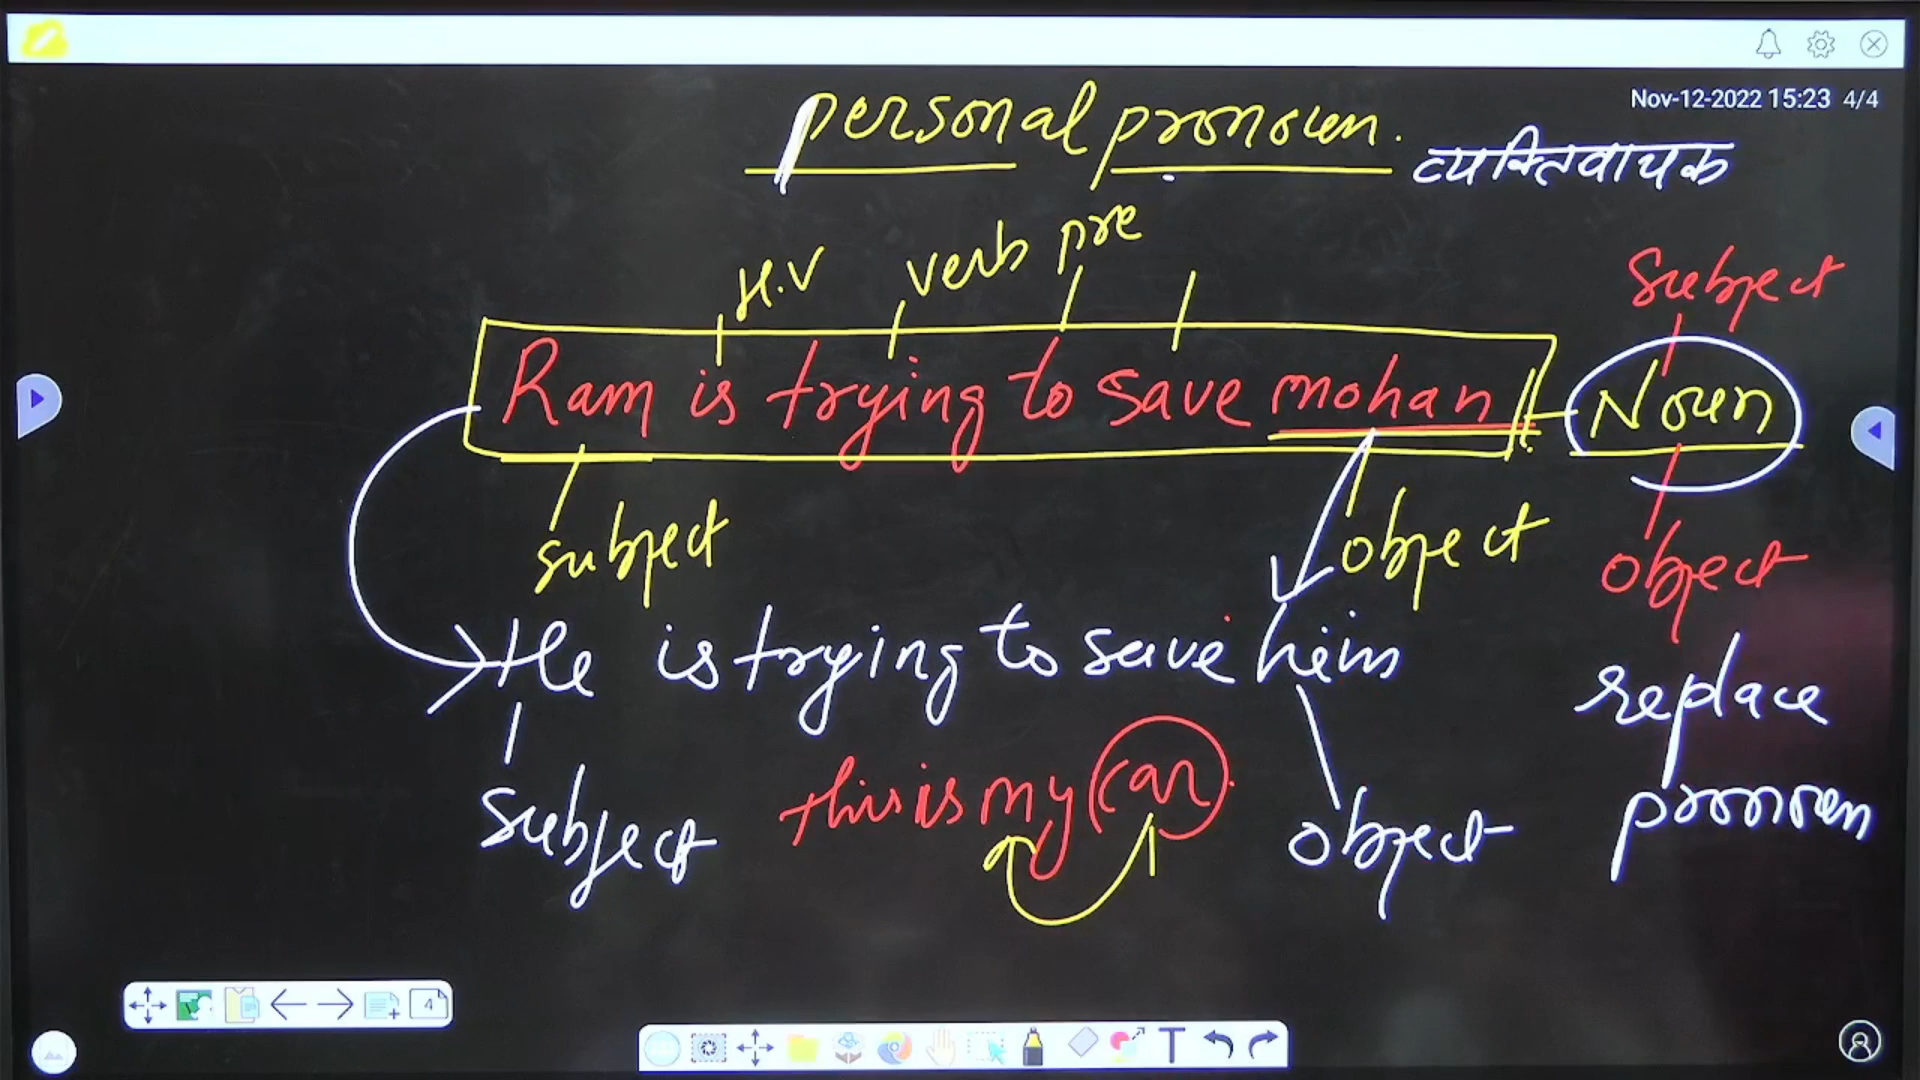 Nov-12-2022 15:23 4/4
personal pronoun.
व्यक्तिवाचक
H.V verb pre
Subject
Ram is trying to save mohan
Noun
subject object
object
He is trying to save him
replace
this is my car.
pronoun
subject object
4
T